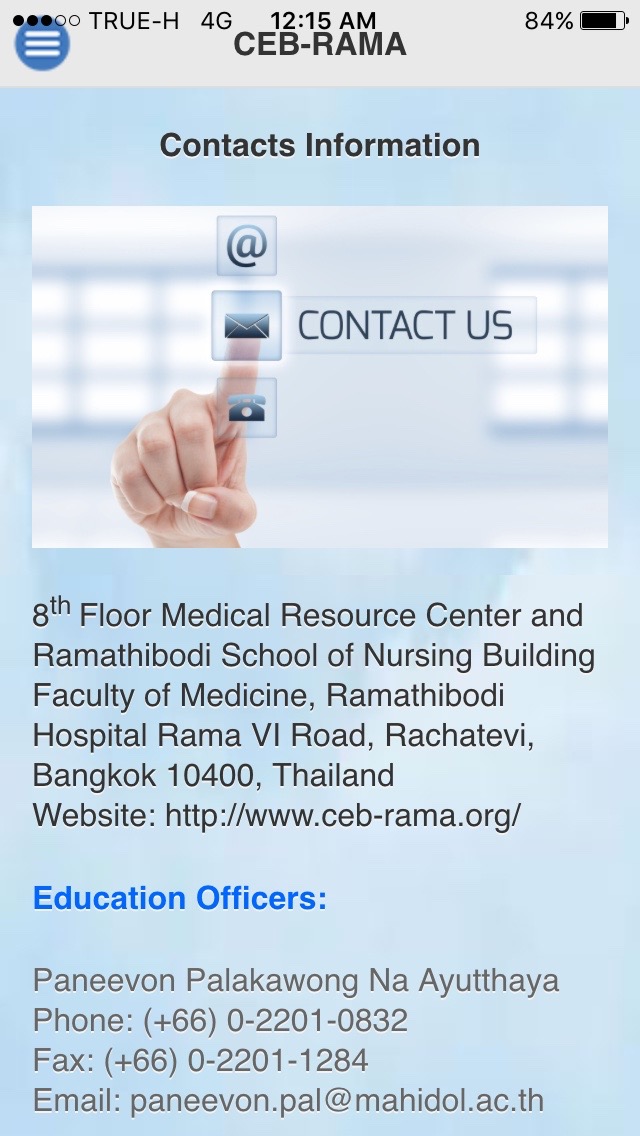 TRUE-H 4G 12:15 AM 84%
CEB-RAMA
Contacts Information
@
CONTACT US
8th Floor Medical Resource Center and
Ramathibodi School of Nursing Building
Faculty of Medicine, Ramathibodi
Hospital Rama VI Road, Rachatevi,
Bangkok 10400, Thailand
Website: http://www.ceb-rama.org/
Education Officers:
Paneevon Palakawong Na Ayutthaya
Phone: (+66) 0-2201-0832
Fax: (+66) 0-2201-1284
Email: paneevon.pal@mahidol.ac.th